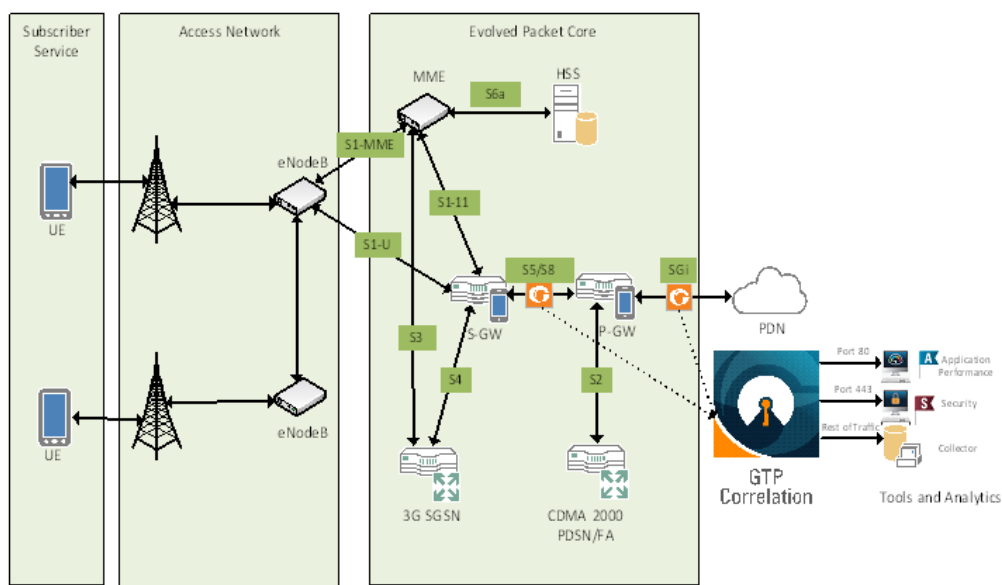 Subscriber
Service
Access Network
Evolved Packet Core
MME
HSS
S6a
S1-MME
eNodeB
S1-11
UE
S1-U
S5/S8
SGi
S-GW
P-GW
PDN
S3
S4
S2
Port 80
A
Application
Performance
Port 443
S
Security
Rest of Traffic
Collector
UE
eNodeB
GTP
Correlation
Tools and Analytics
3G SGSN
CDMA 2000
PDSN/FA